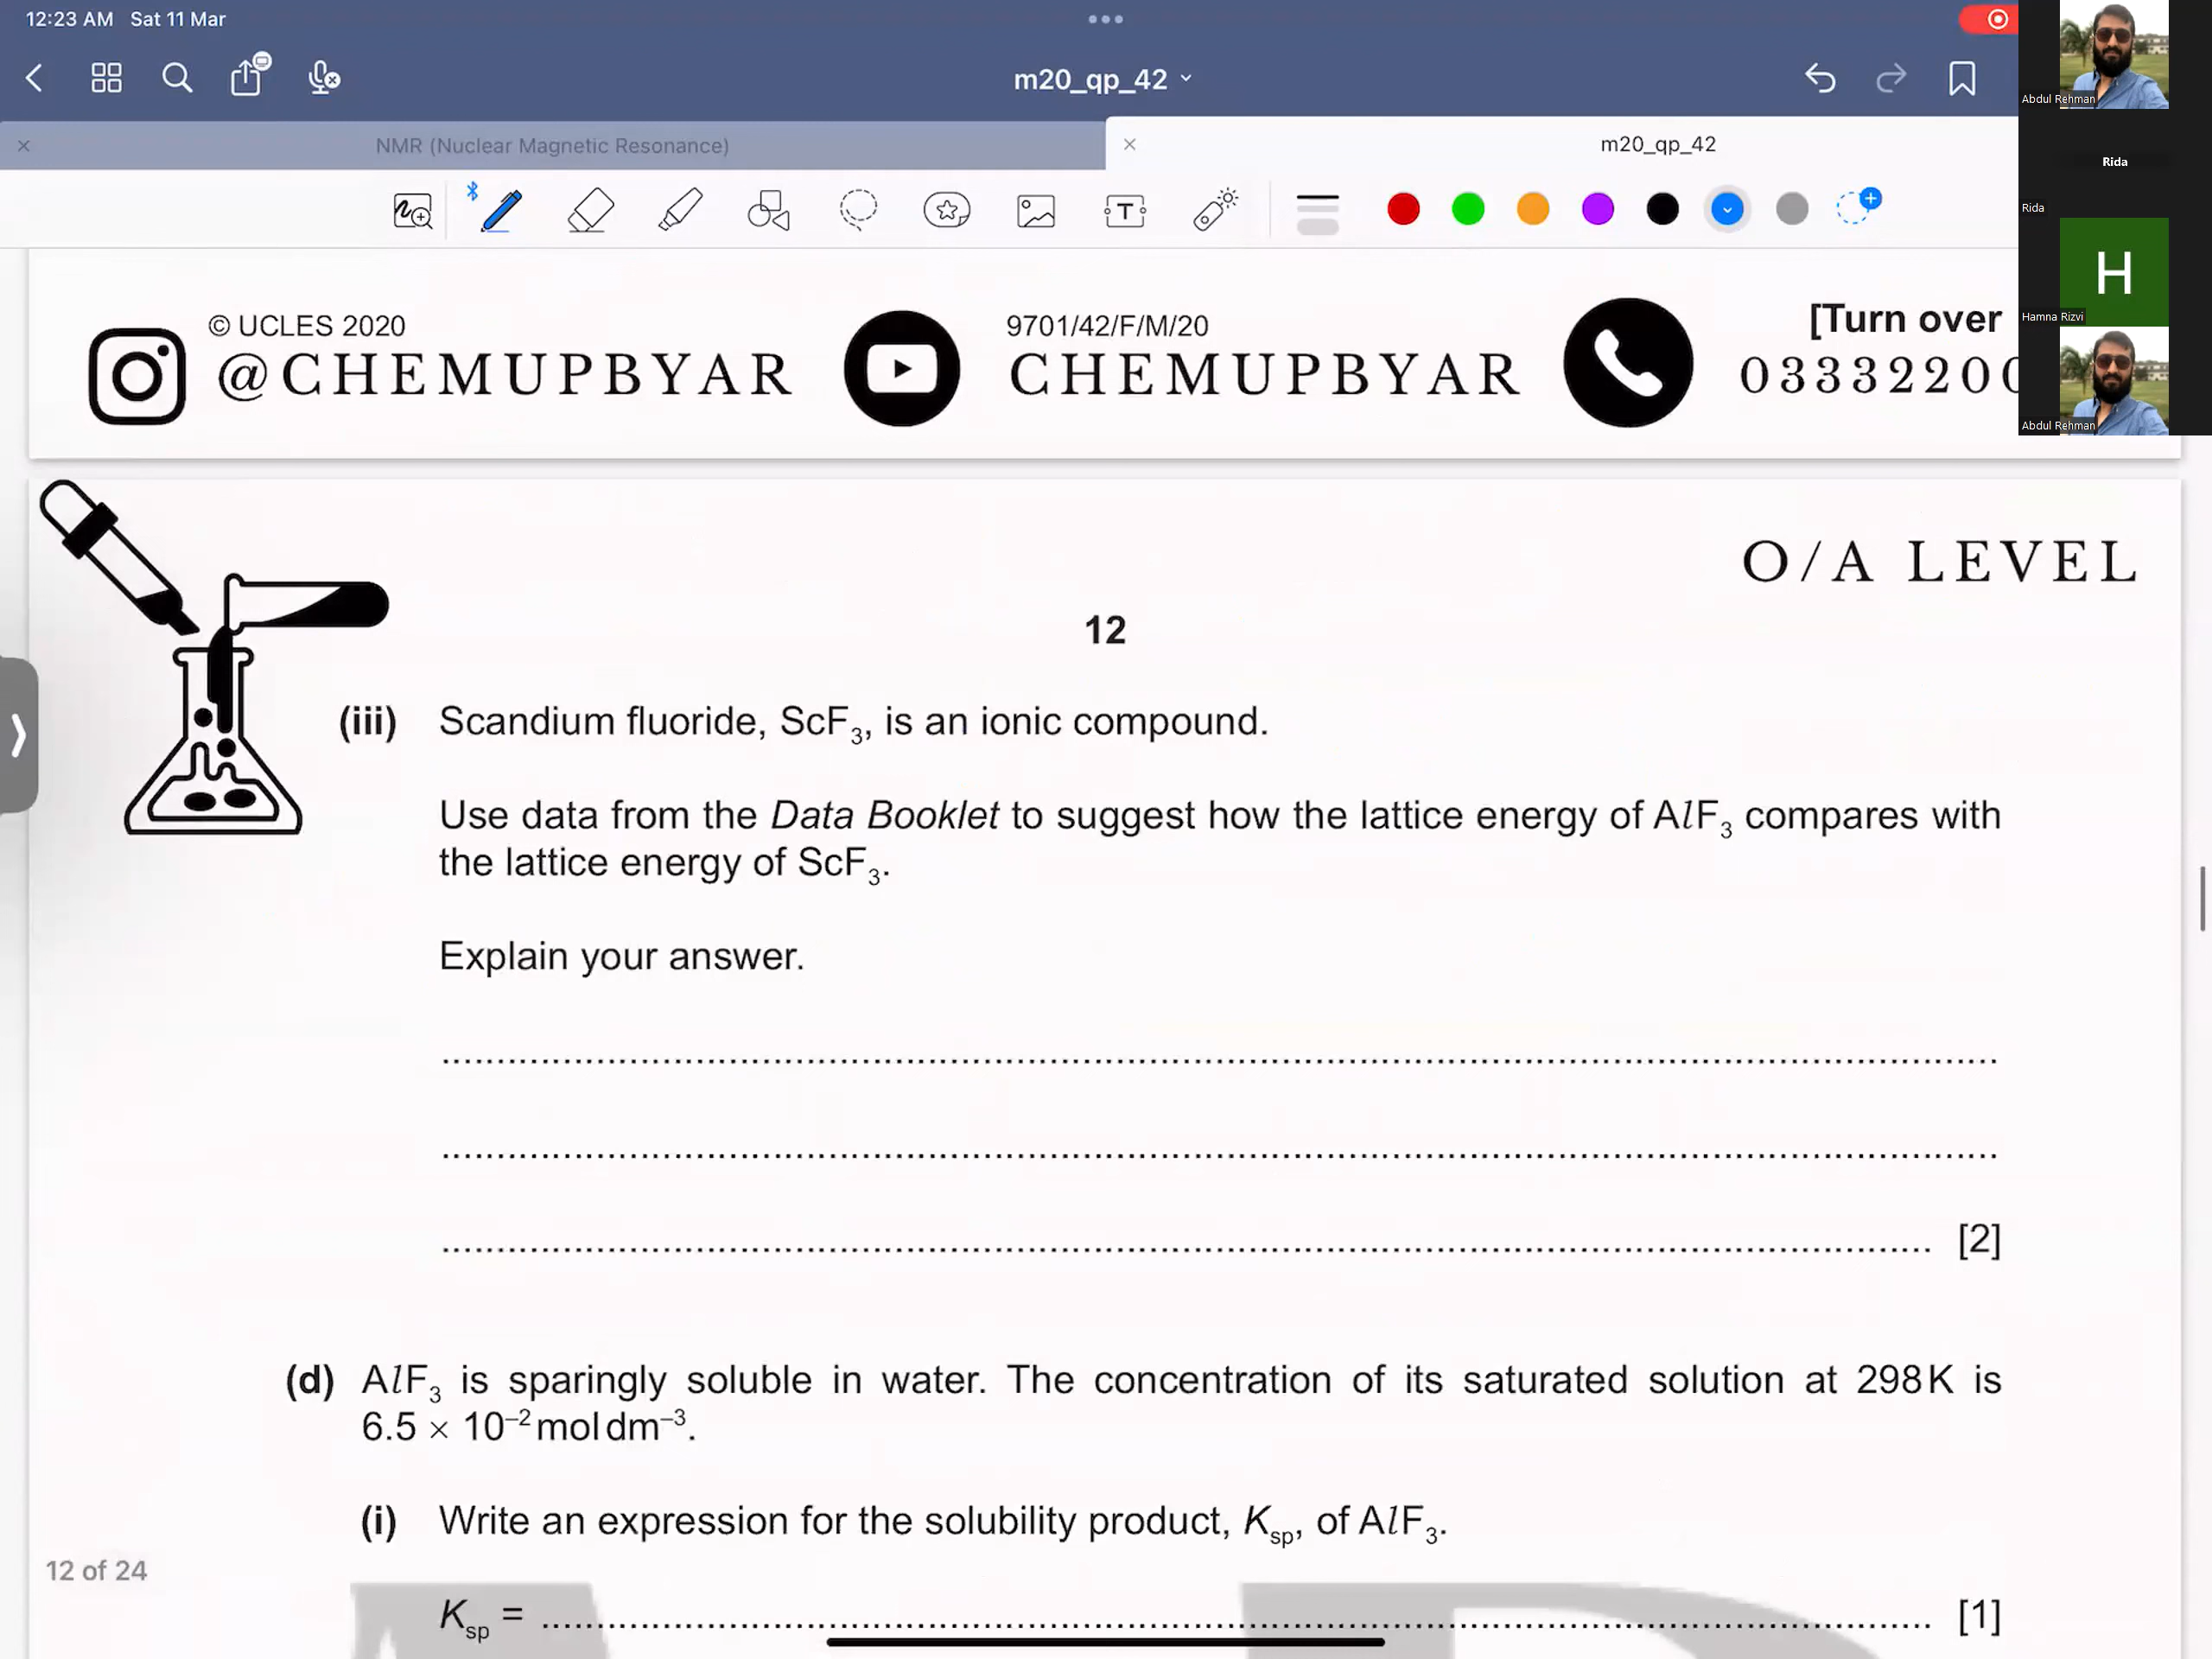 12:23 AM Sat 11 Mar
m20_qp_42
NMR (Nuclear Magnetic Resonance)
m20_qp_42
T
Abdul Rehman
Rida
Rida
H
Hamna Rizvi
Abdul Rehman
© UCLES 2020
9701/42/F/M/20
[Turn over
@CHEMUPBYAR
CHEMUPBYAR
0333220
O/A LEVEL
12
(iii) Scandium fluoride, ScF₃, is an ionic compound.
Use data from the Data Booklet to suggest how the lattice energy of AlF₃ compares with
the lattice energy of ScF₃.
Explain your answer.
[2]
(d) AlF₃ is sparingly soluble in water. The concentration of its saturated solution at 298K is
6.5 × 10⁻² mol dm⁻³.
(i) Write an expression for the solubility product, Ksp, of AlF₃.
Ksp = [1]
12 of 24